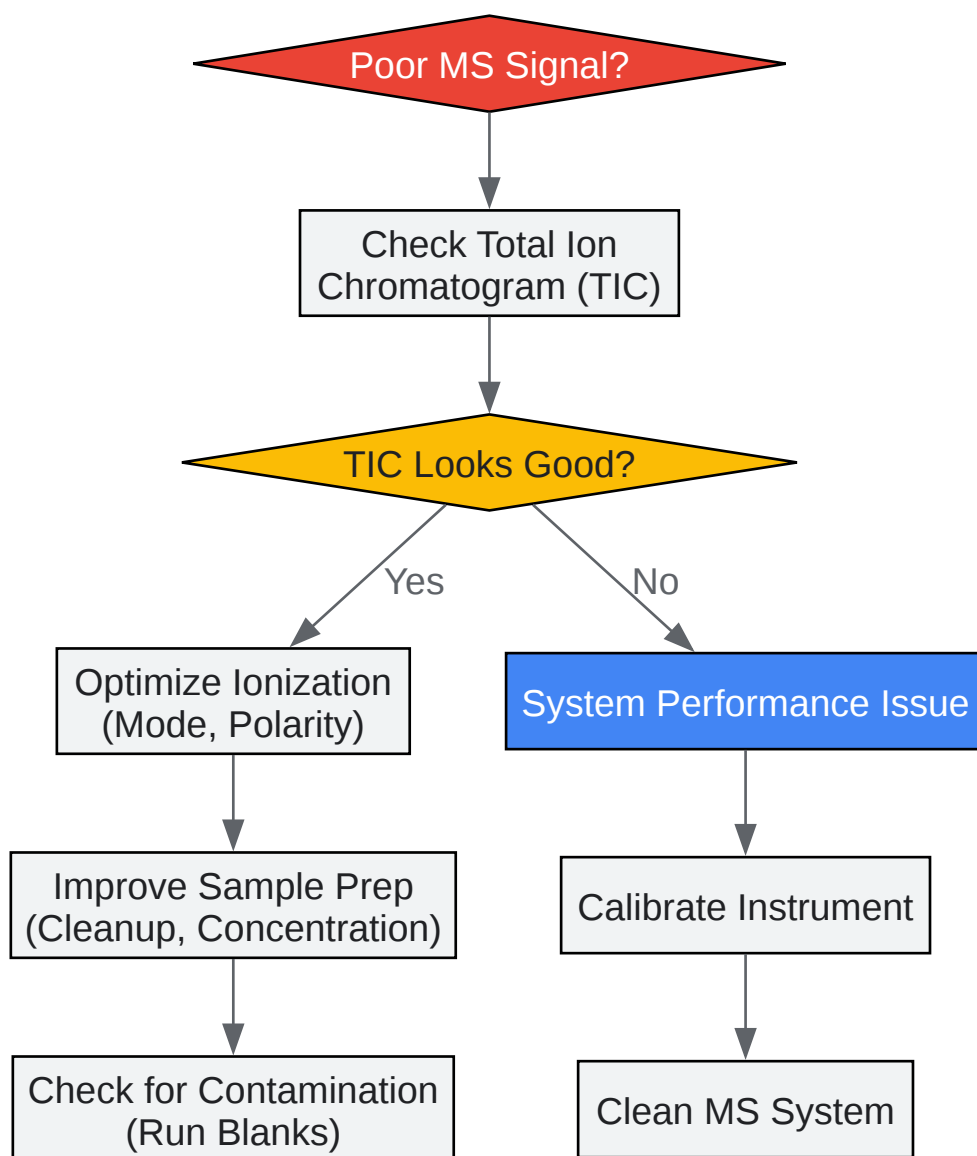 Poor MS Signal?
Check Total Ion
Chromatogram (TIC)
TIC Looks Good?
Yes
No
Optimize Ionization
(Mode, Polarity)
System Performance Issue
Improve Sample Prep
(Cleanup, Concentration)
Calibrate Instrument
Check for Contamination
(Run Blanks)
Clean MS System